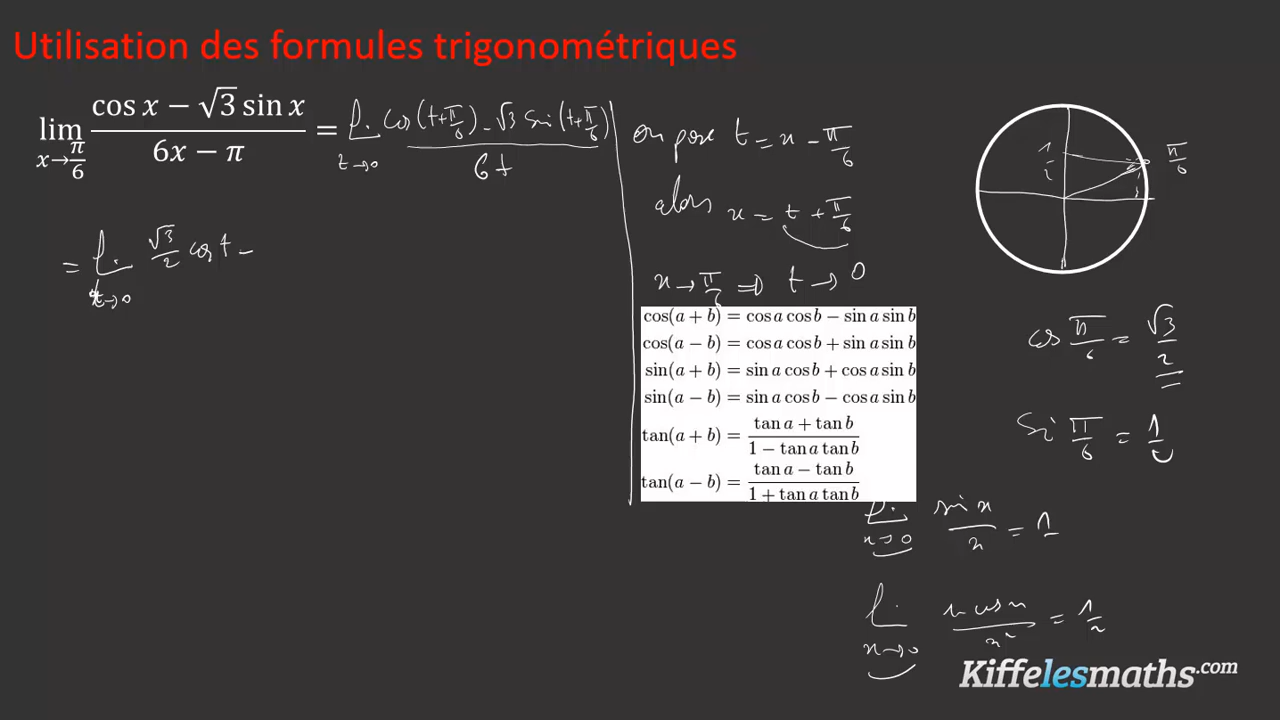 Utilisation des formules trigonométriques
lim x→π/6 (cos x − √3 sin x)/(6x − π) = lim t→0 (cos(t+π/6) − √3 sin(t+π/6))/(6t)
= lim t→0 √3/2 cos t −
on pose t = x − π/6
alors x = t + π/6
x → π/6 ⇒ t → 0
cos(a + b) = cos a cos b − sin a sin b
cos(a − b) = cos a cos b + sin a sin b
sin(a + b) = sin a cos b + cos a sin b
sin(a − b) = sin a cos b − cos a sin b
tan(a + b) = (tan a + tan b)/(1 − tan a tan b)
tan(a − b) = (tan a − tan b)/(1 + tan a tan b)
1/2
π/6
cos π/6 = √3/2
sin π/6 = 1
lim x→0 sin x/x = 1
lim x→0 = 1/2
Kiffelesmaths.com